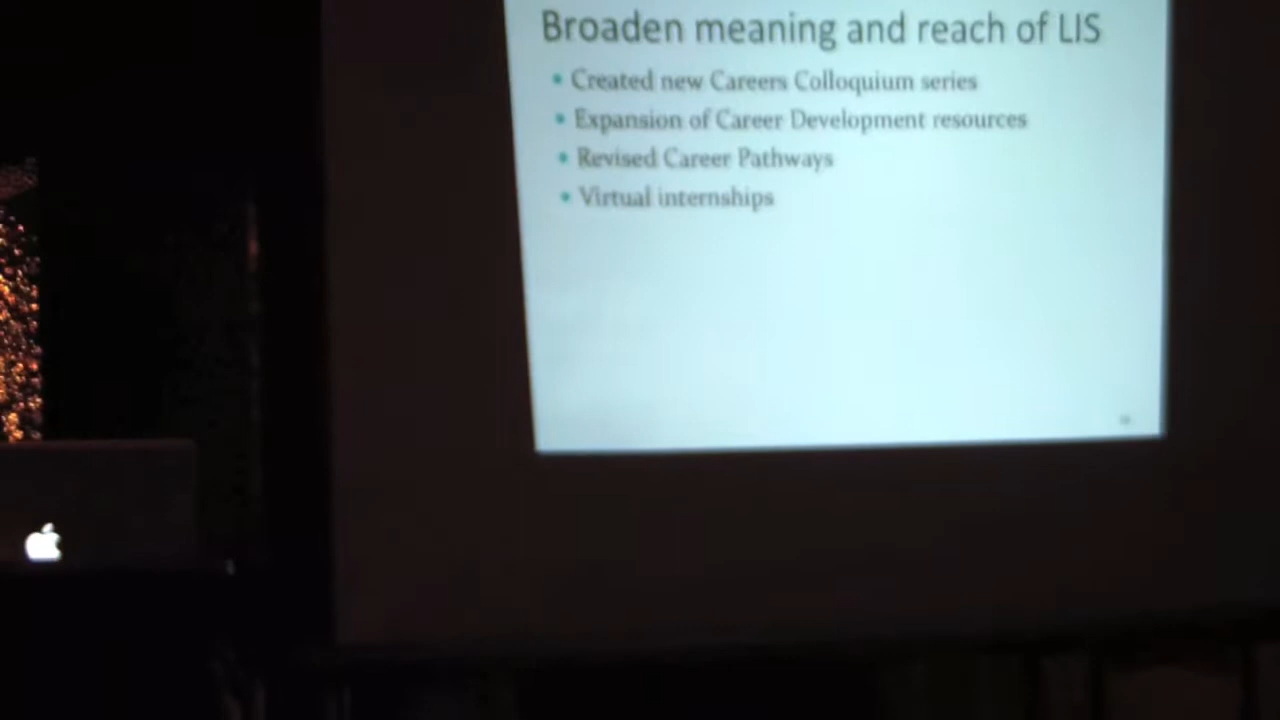 Broaden meaning and reach of LIS
• Created new Careers Colloquium series
• Expansion of Career Development resources
• Revised Career Pathways
• Virtual internships